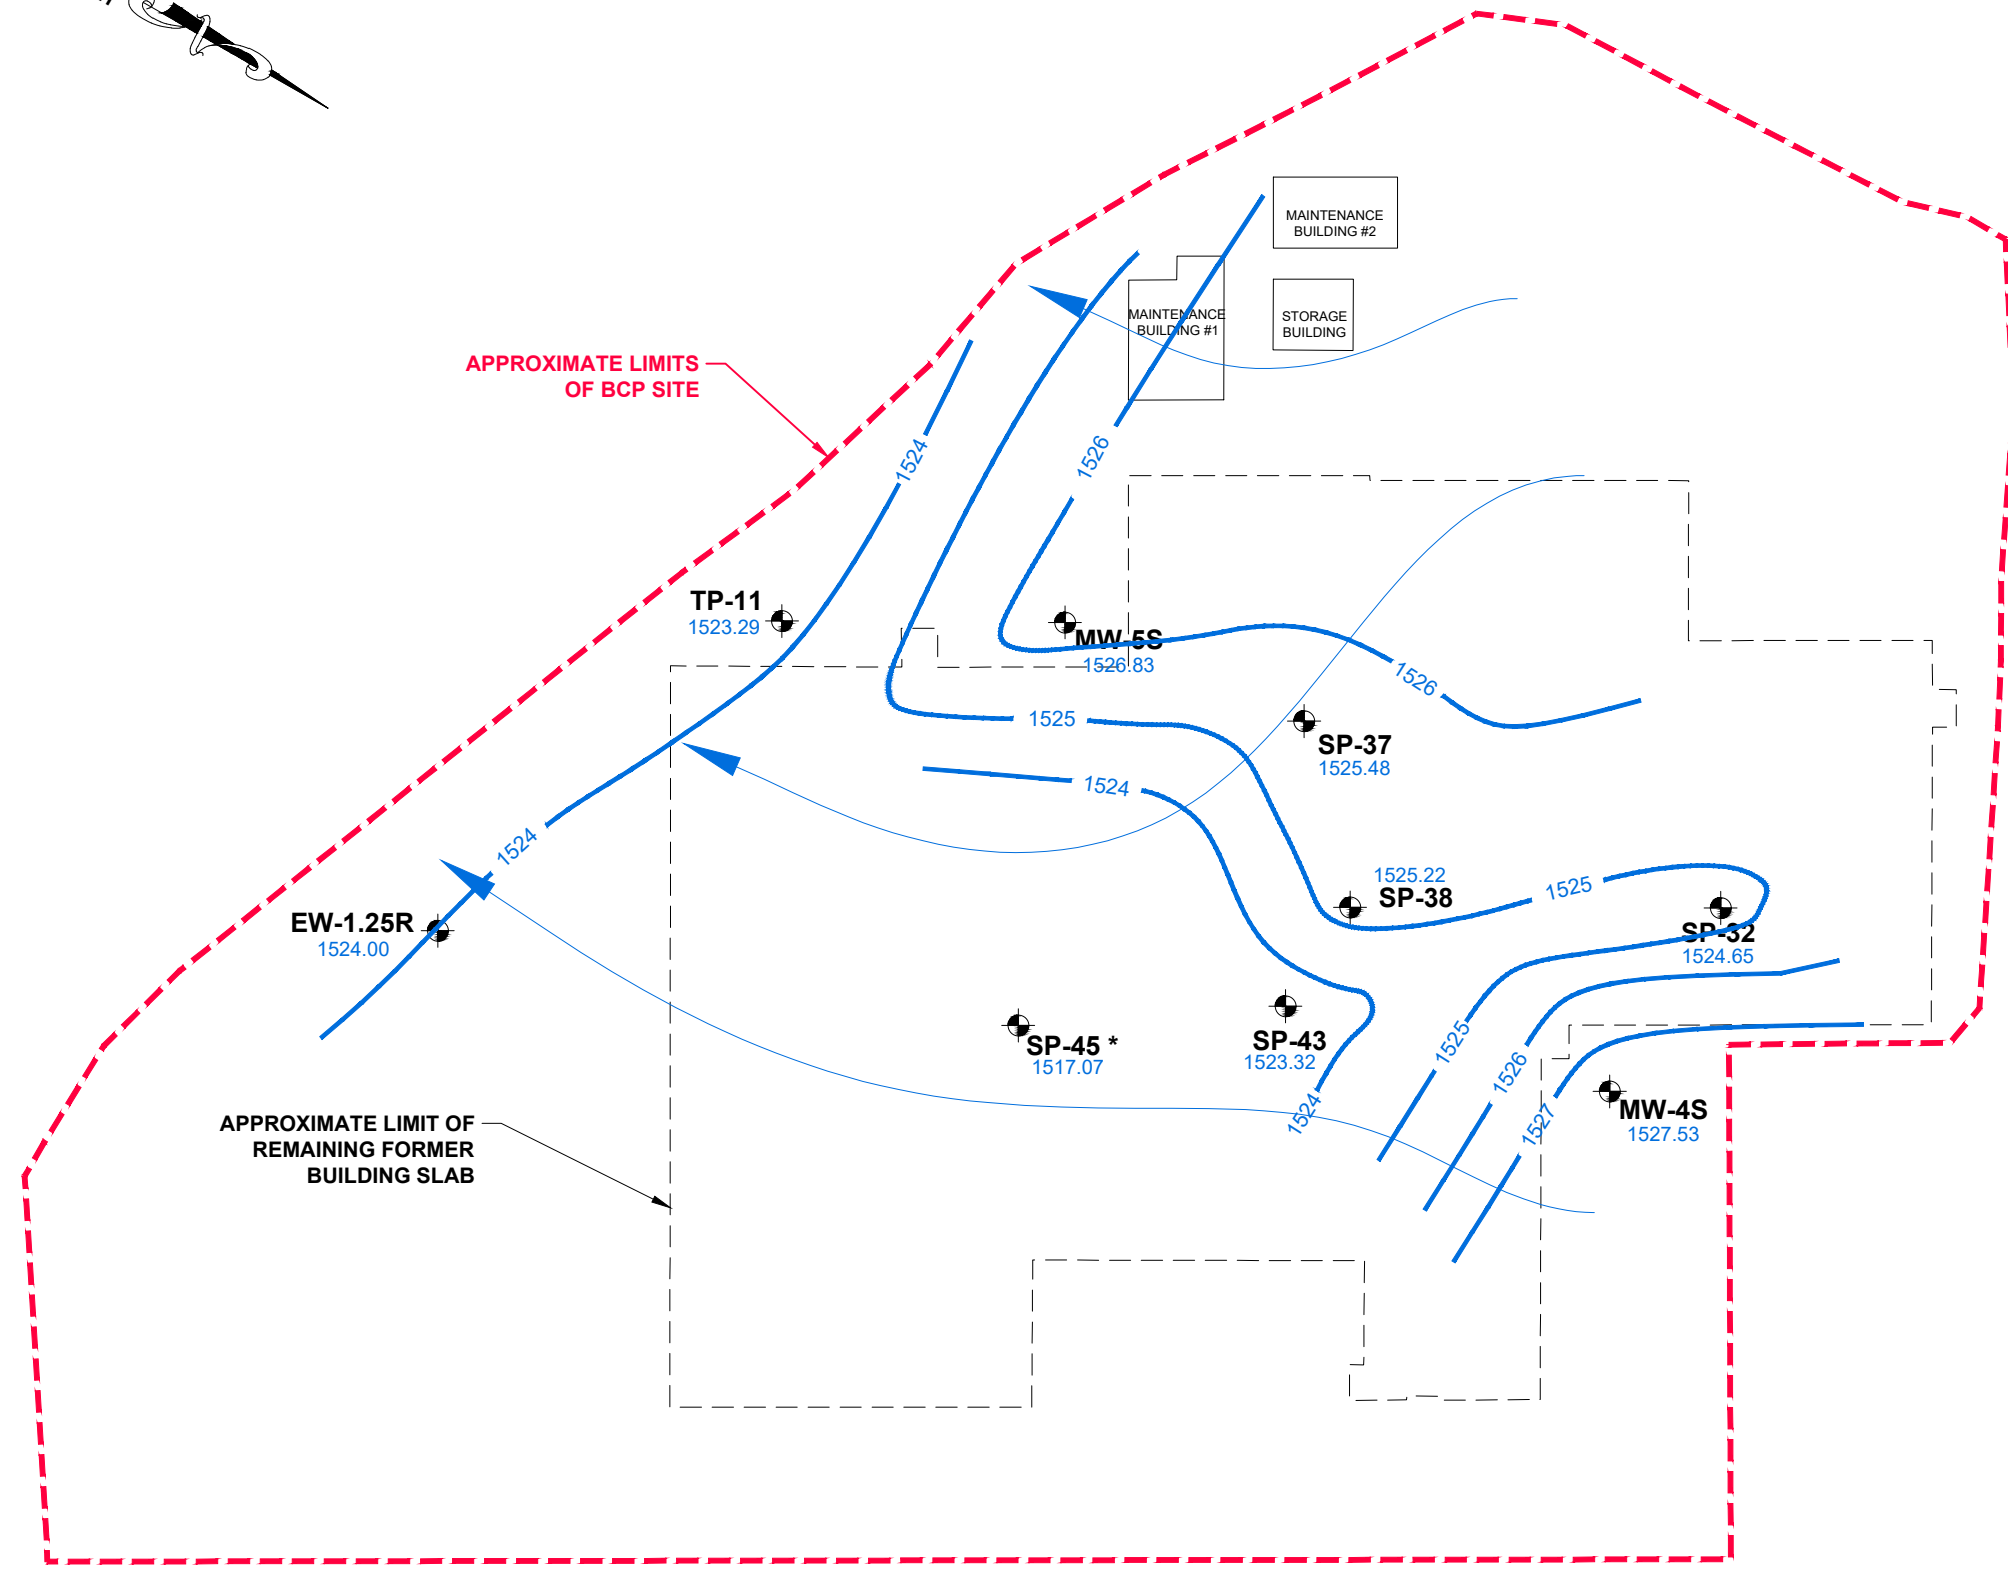 MAINTENANCE
BUILDING #2
MAINTENANCE
BUILDING #1
STORAGE
BUILDING
APPROXIMATE LIMITS
OF BCP SITE
1524
1526
TP-11
1523.29
MW-5S
1526.83
1526
1525
SP-37
1525.48
1524
1524
1525.22
SP-38
1525
EW-1.25R
1524.00
SP-32
1524.65
SP-45 *
1517.07
SP-43
1523.32
1525
1526
1524
1527
MW-4S
1527.53
APPROXIMATE LIMIT OF
REMAINING FORMER
BUILDING SLAB